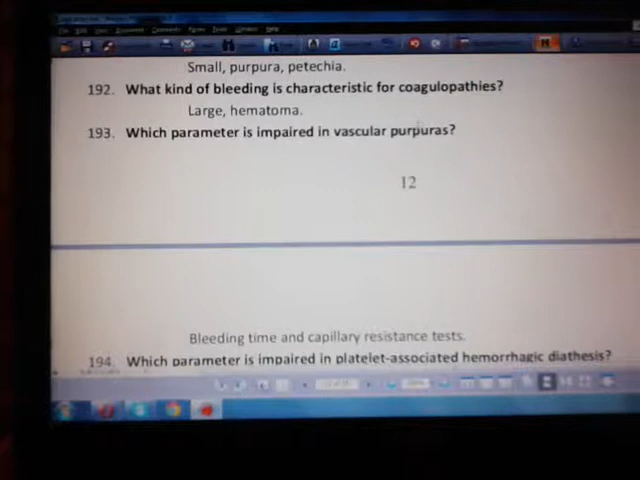 Small, purpura, petechia.
192. What kind of bleeding is characteristic for coagulopathies?
Large, hematoma.
193. Which parameter is impaired in vascular purpuras?
12
Bleeding time and capillary resistance tests.
194. Which parameter is impaired in platelet-associated hemorrhagic diathesis?